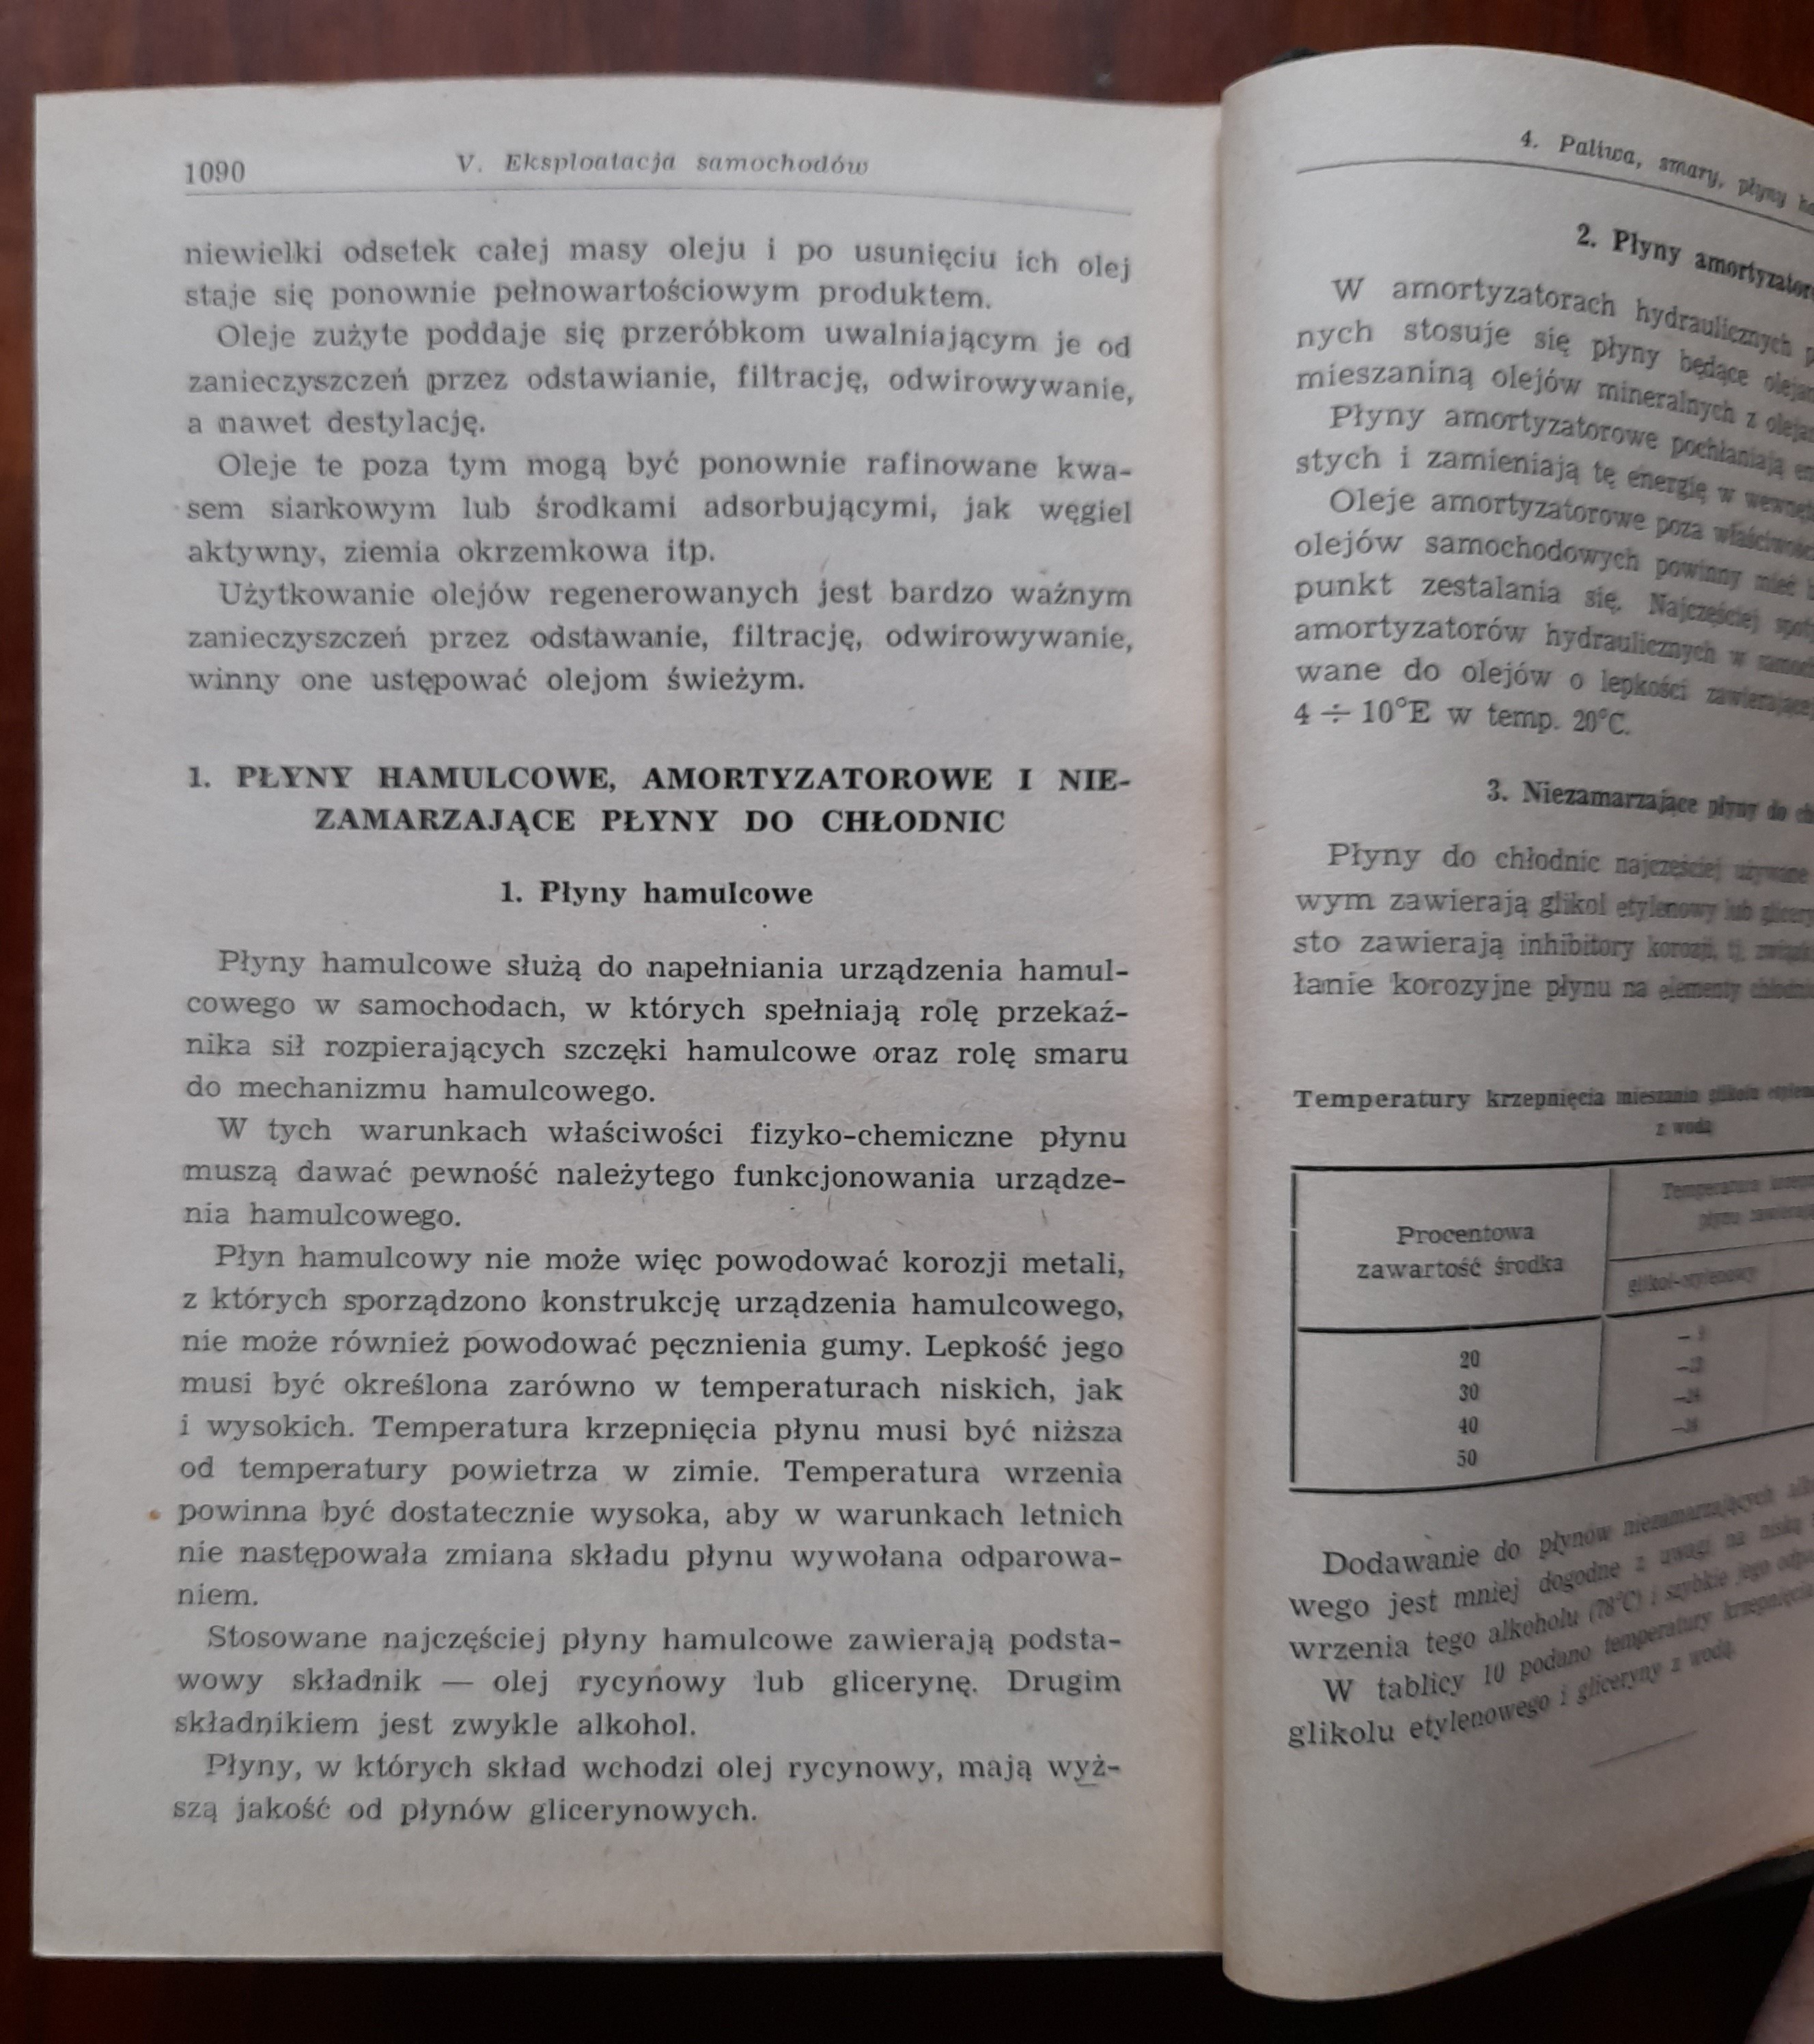 1090
V. Eksploatacja samochodów
niewielki odsetek całej masy oleju i po usunięciu ich olej
staje się ponownie pełnowartościowym produktem.
Oleje zużyte poddaje się przeróbkom uwalniającym je od
zanieczyszczeń przez odstawianie, filtrację, odwirowywanie,
a nawet destylację.
Oleje te poza tym mogą być ponownie rafinowane kwa-
sem siarkowym lub środkami adsorbującymi, jak węgiel
aktywny, ziemia okrzemkowa itp.
Użytkowanie olejów regenerowanych jest bardzo ważnym
zanieczyszczeń przez odstawanie, filtrację, odwirowywanie,
winny one ustępować olejom świeżym.
1. PŁYNY HAMULCOWE, AMORTYZATOROWE I NIE-
ZAMARZAJĄCE PŁYNY DO CHŁODNIC
1. Płyny hamulcowe
Płyny hamulcowe służą do napełniania urządzenia hamul-
cowego w samochodach, w których spełniają rolę przekaź-
nika sił rozpierających szczęki hamulcowe oraz rolę smaru
do mechanizmu hamulcowego.
W tych warunkach właściwości fizyko-chemiczne płynu
muszą dawać pewność należytego funkcjonowania urządze-
nia hamulcowego.
Płyn hamulcowy nie może więc powodować korozji metali,
z których sporządzono konstrukcję urządzenia hamulcowego,
nie może również powodować pęcznienia gumy. Lepkość jego
musi być określona zarówno w temperaturach niskich, jak
i wysokich. Temperatura krzepnięcia płynu musi być niższa
od temperatury powietrza w zimie. Temperatura wrzenia
powinna być dostatecznie wysoka, aby w warunkach letnich
nie następowała zmiana składu płynu wywołana odparowa-
niem.
Stosowane najczęściej płyny hamulcowe zawierają podsta-
wowy składnik — olej rycynowy lub glicerynę. Drugim
składnikiem jest zwykle alkohol.
Płyny, w których skład wchodzi olej rycynowy, mają wyż-
szą jakość od płynów glicerynowych.
4. Paliwa, smary, płyny
2. Płyny
W amortyzatorach hydraulicznych
nych stosuje się płyny będące
mieszaniną olejów mineralnych z
Płyny amortyzatorowe pochłaniają
stych i zamieniają tę energię w
Oleje amortyzatorowe poza
olejów samochodowych powinny mieć
punkt zestalania się. Najczęściej
amortyzatorów hydraulicznych w
wane do olejów o lepkości
4 ÷ 10°E w temp. 20°C.
3. Niezamarzające płyny do
Płyny do chłodnic najczęściej używane
wym zawierają glikol etylenowy lub
sto zawierają inhibitory korozji, tj.
łanie korozyjne płynu na elementy
Temperatury krzepnięcia mieszanin glikolu
z wodą
Procentowa
zawartość środka
Temperatura
płynu
glikol-etylenowy
20
30
40
50
Dodawanie do płynów niezamarzających
wego jest mniej dogodne z uwagi na niską
wrzenia tego alkoholu (78°C) i szybkie jego
W tablicy 10 podano temperatury
glikolu etylenowego i gliceryny z wodą